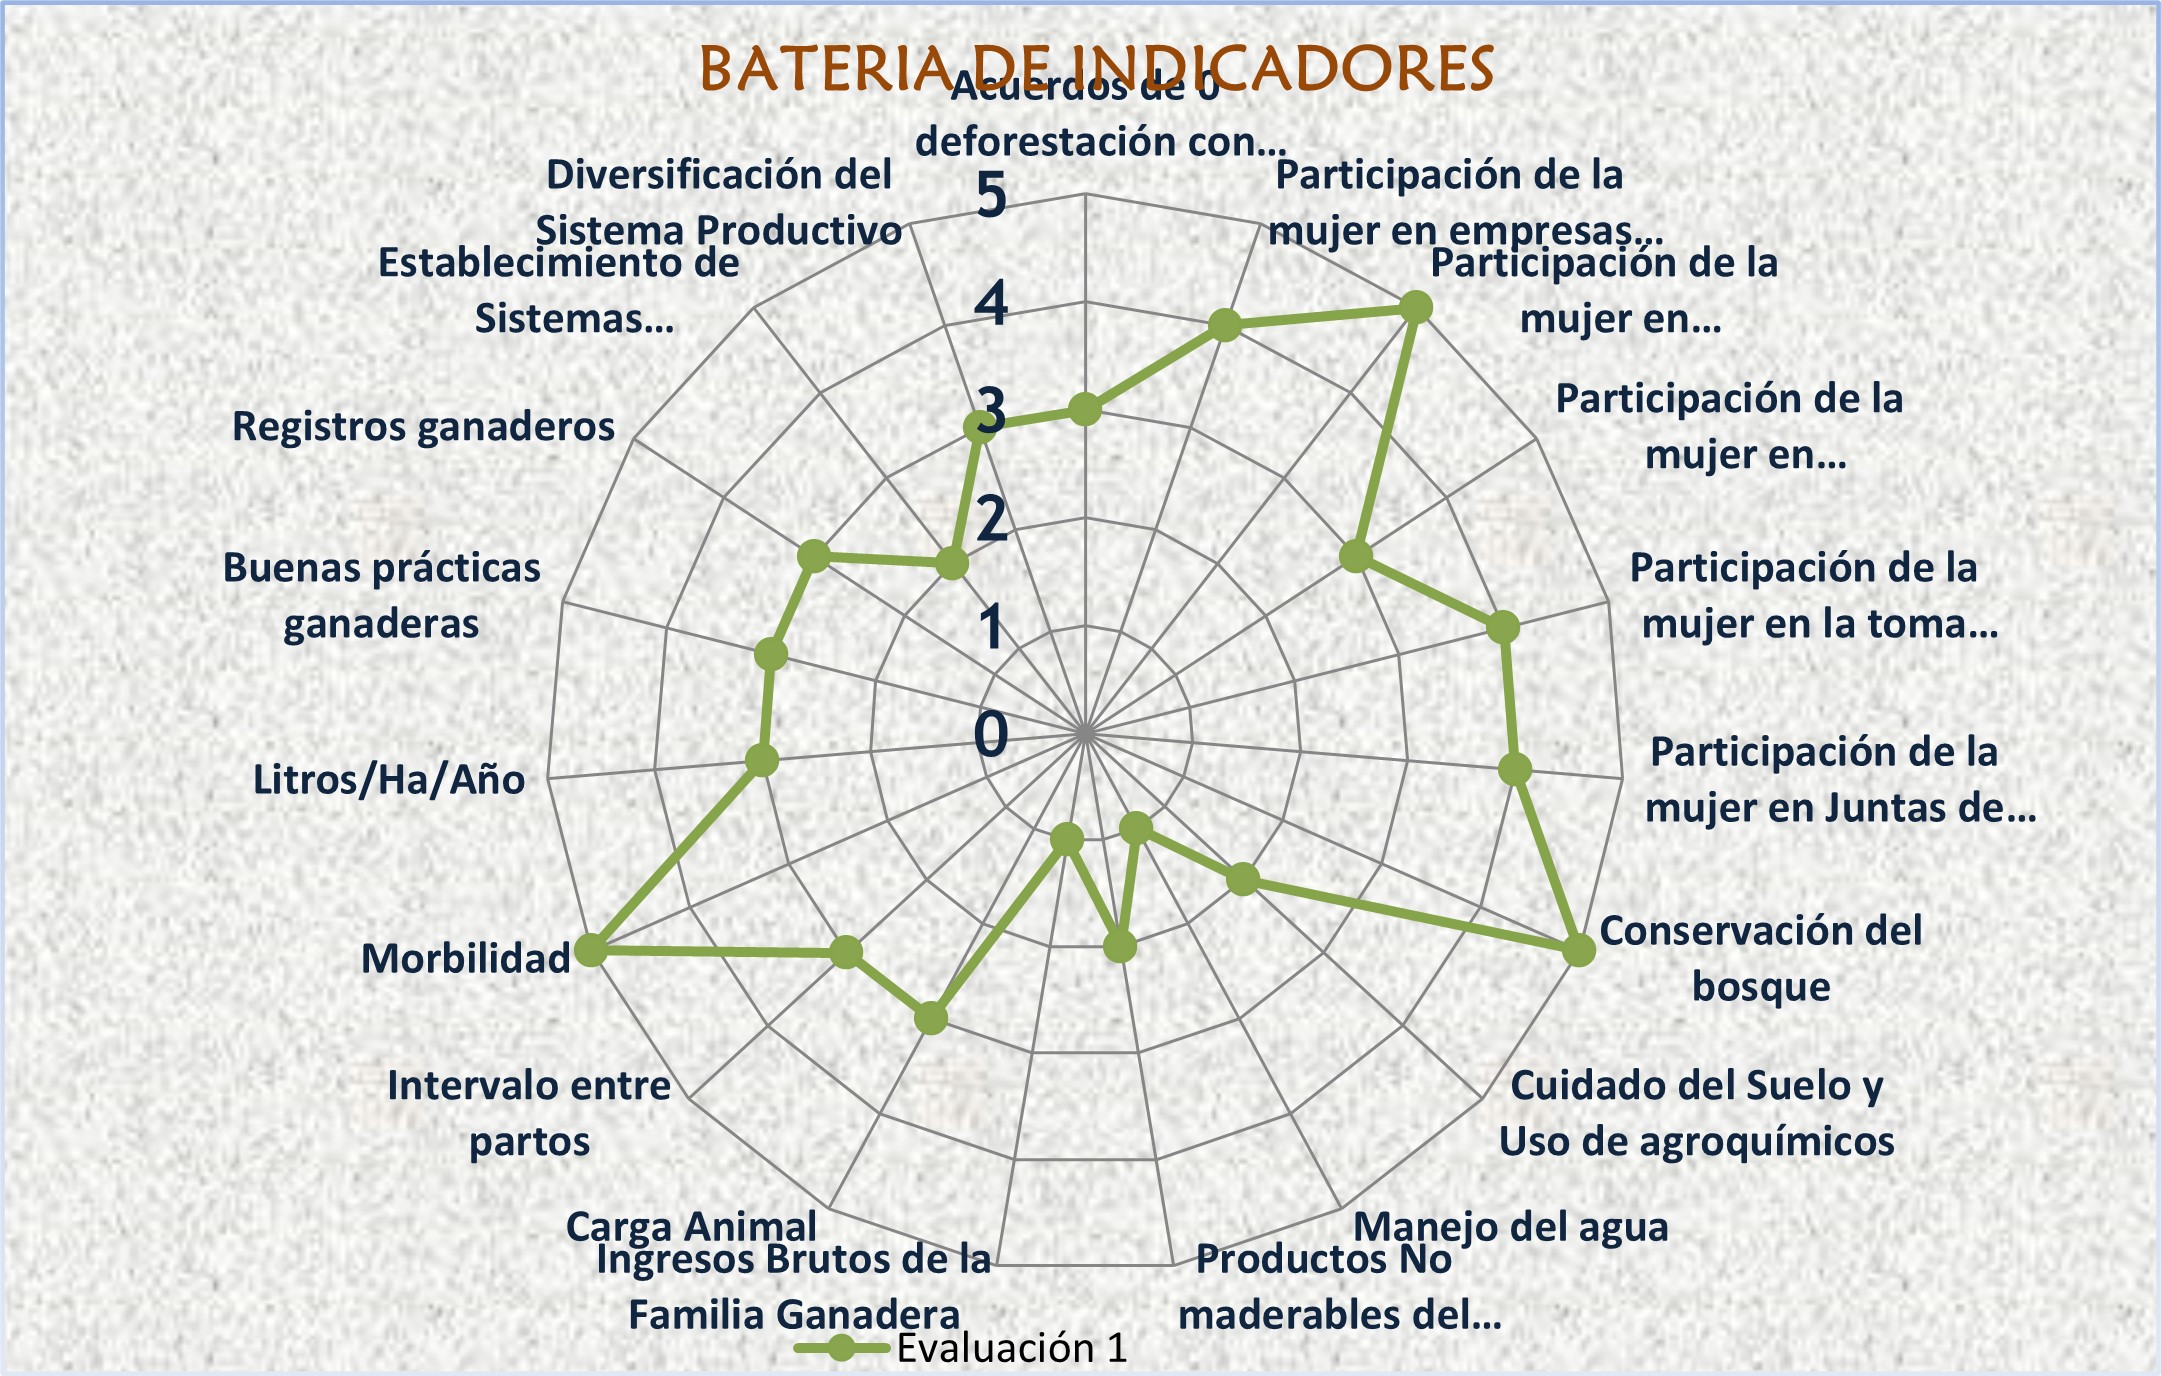 BATERIA DE INDICADORES
Acuerdos de 0
deforestación con...
Participación de la
mujer en empresas...
Participación de la
mujer en...
Participación de la
mujer en...
Participación de la
mujer en la toma...
Participación de la
mujer en Juntas de...
Conservación del
bosque
Cuidado del Suelo y
Uso de agroquímicos
Manejo del agua
Productos No
maderables del...
Ingresos Brutos de la
Familia Ganadera
Carga Animal
Intervalo entre
partos
Morbilidad
Litros/Ha/Año
Buenas prácticas
ganaderas
Registros ganaderos
Establecimiento de
Sistemas...
Diversificación del
Sistema Productivo
5
4
3
2
1
0
Evaluación 1